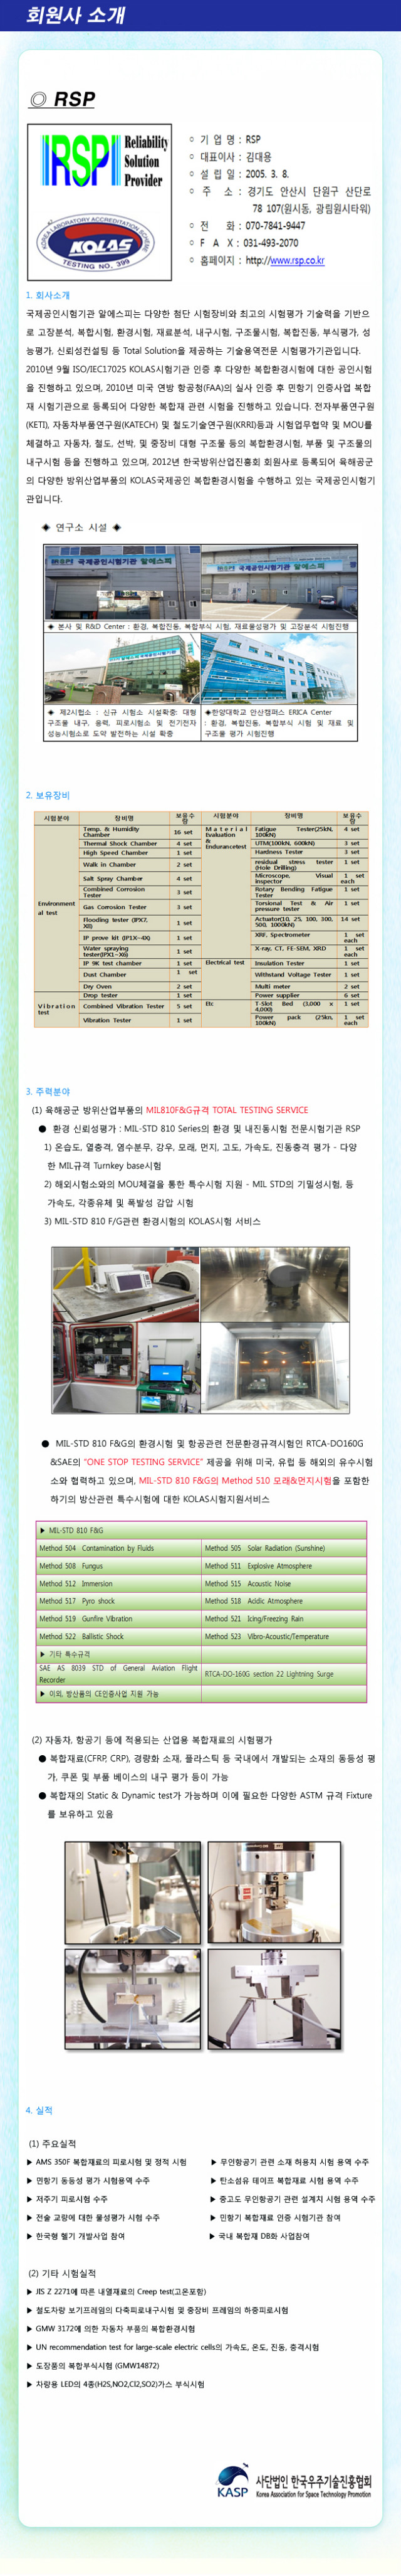 회원사 소개
◎ RSP
RSP Reliability
Solution
Provider
KOREA LABORATORY ACCREDITATION SCHEME
KOLAS
TESTING NO. 399
○ 기 업 명 : RSP
○ 대표이사 : 김대용
○ 설 립 일 : 2005. 3. 8.
○ 주 소 : 경기도 안산시 단원구 산단로
78 107(원시동, 광림원시타워)
○ 전 화 : 070-7841-9447
○ F A X : 031-493-2070
○ 홈페이지 : http://www.rsp.co.kr
1. 회사소개
국제공인시험기관 알에스피는 다양한 첨단 시험장비와 최고의 시험평가 기술력을 기반으
로 고장분석, 복합시험, 환경시험, 재료분석, 내구시험, 구조물시험, 복합진동, 부식평가, 성
능평가, 신뢰성컨설팅 등 Total Solution을 제공하는 기술용역전문 시험평가기관입니다.
2010년 9월 ISO/IEC17025 KOLAS시험기관 인증 후 다양한 복합환경시험에 대한 공인시험
을 진행하고 있으며, 2010년 미국 연방 항공청(FAA)의 실사 인증 후 민항기 인증사업 복합
재 시험기관으로 등록되어 다양한 복합재 관련 시험을 진행하고 있습니다. 전자부품연구원
(KETI), 자동차부품연구원(KATECH) 및 철도기술연구원(KRRI)등과 시험업무협약 및 MOU를
체결하고 자동차, 철도, 선박, 및 중장비 대형 구조물 등의 복합환경시험, 부품 및 구조물의
내구시험 등을 진행하고 있으며, 2012년 한국방위산업진흥회 회원사로 등록되어 육해공군
의 다양한 방위산업부품의 KOLAS국제공인 복합환경시험을 수행하고 있는 국제공인시험기
관입니다.
◈ 연구소 시설 ◈
국제공인시험기관 알에스피
국제공인시험기관 알에스피
◈ 본사 및 R&D Center : 환경, 복합진동, 복합부식 시험, 재료물성평가 및 고장분석 시험진행
◈ 제2시험소 : 신규 시험소 시설확충: 대형 구조물 내구, 응력, 피로시험소 및 전기전자 성능시험소로 도약 발전하는 시설 확충
◈한양대학교 안산캠퍼스 ERICA Center : 환경, 복합진동, 복합부식 시험 및 재료 및 구조물 평가 시험진행
2. 보유장비
시험분야 장비명 보유수량 시험분야 장비명 보유수량
Environment al test
Temp. & Humidity Chamber 16 set
Thermal Shock Chamber 4 set
High Speed Chamber 1 set
Walk in Chamber 2 set
Salt Spray Chamber 4 set
Combined Corrosion Tester 3 set
Gas Corrosion Tester 3 set
Flooding tester (IPX7, X8) 1 set
IP prove kit (IP1X~4X) 1 set
Water spraying tester(IPX1~X6) 1 set
IP 9K test chamber 1 set
Dust Chamber 1 set
Dry Oven 2 set
Drop tester 1 set
Vibration test
Combined Vibration Tester 5 set
Vibration Tester 1 set
Material Evaluation & Endurancetest
Fatigue Tester(25kN, 100kN) 4 set
UTM(100kN, 600kN) 3 set
Hardness Tester 3 set
residual stress tester (Hole Drilling) 1 set
Microscope, Visual Inspector 1 set each
Rotary Bending Fatigue Tester 1 set
Torsional Test & Air pressure tester 1 set
Actuator(10, 25, 100, 300, 500, 1000kN) 14 set
XRF, Spectrometer 1 set each
X-ray, CT, FE-SEM, XRD 1 set each
Electrical test
Insulation Tester 1 set
Withstand Voltage Tester 1 set
Multi meter 2 set
Power supplier 6 set
Etc
T-Slot Bed (3,000 x 4,000) 1 set
Power pack (25kn, 100kN) 1 set each
3. 주력분야
(1) 육해공군 방위산업부품의 MIL810F&G규격 TOTAL TESTING SERVICE
● 환경 신뢰성평가 : MIL-STD 810 Series의 환경 및 내진동시험 전문시험기관 RSP
1) 온습도, 열충격, 염수분무, 강우, 모래, 먼지, 고도, 가속도, 진동충격 평가 - 다양
한 MIL규격 Turnkey base시험
2) 해외시험소와의 MOU체결을 통한 특수시험 지원 - MIL STD의 기밀성시험, 등
가속도, 각종유체 및 폭발성 감압 시험
3) MIL-STD 810 F/G관련 환경시험의 KOLAS시험 서비스
● MIL-STD 810 F&G의 환경시험 및 항공관련 전문환경규격시험인 RTCA-DO160G
&SAE의 "ONE STOP TESTING SERVICE" 제공을 위해 미국, 유럽 등 해외의 유수시험
소와 협력하고 있으며, MIL-STD 810 F&G의 Method 510 모래&먼지시험을 포함한
하기의 방산관련 특수시험에 대한 KOLAS시험지원서비스
▶ MIL-STD 810 F&G
Method 504 Contamination by Fluids Method 505 Solar Radiation (Sunshine)
Method 508 Fungus Method 511 Explosive Atmosphere
Method 512 Immersion Method 515 Acoustic Noise
Method 517 Pyro shock Method 518 Acidic Atmosphere
Method 519 Gunfire Vibration Method 521 Icing/Freezing Rain
Method 522 Ballistic Shock Method 523 Vibro-Acoustic/Temperature
▶ 기타 특수규격
SAE AS 8039 STD of General Aviation Flight Recorder RTCA-DO-160G section 22 Lightning Surge
▶ 이외, 방산품의 CE인증사업 지원 가능
(2) 자동차, 항공기 등에 적용되는 산업용 복합재료의 시험평가
● 복합재료(CFRP, CRP), 경량화 소재, 플라스틱 등 국내에서 개발되는 소재의 동등성 평
가, 쿠폰 및 부품 베이스의 내구 평가 등이 가능
● 복합재의 Static & Dynamic test가 가능하며 이에 필요한 다양한 ASTM 규격 Fixture
를 보유하고 있음
4. 실적
(1) 주요실적
▶ AMS 350F 복합재료의 피로시험 및 정적 시험 ▶ 무인항공기 관련 소재 허용치 시험 용역 수주
▶ 면항기 동등성 평가 시험용역 수주 ▶ 탄소섬유 테이프 복합재료 시험 용역 수주
▶ 저주기 피로시험 수주 ▶ 중고도 무인항공기 관련 설계치 시험 용역 수주
▶ 전술 교량에 대한 물성평가 시험 수주 ▶ 민항기 복합재료 인증 시험기관 참여
▶ 한국형 헬기 개발사업 참여 ▶ 국내 복합재 DB화 사업참여
(2) 기타 시험실적
▶ JIS Z 2271에 따른 내열재료의 Creep test(고온포함)
▶ 철도차량 보기프레임의 다축피로내구시험 및 중장비 프레임의 하중피로시험
▶ GMW 3172에 의한 자동차 부품의 복합환경시험
▶ UN recommendation test for large-scale electric cells의 가속도, 온도, 진동, 충격시험
▶ 도장품의 복합부식시험 (GMW14872)
▶ 차량용 LED의 4종(H2S,NO2,Cl2,SO2)가스 부식시험
KASP 사단법인 한국우주기술진흥협회
Korea Association for Space Technology Promotion